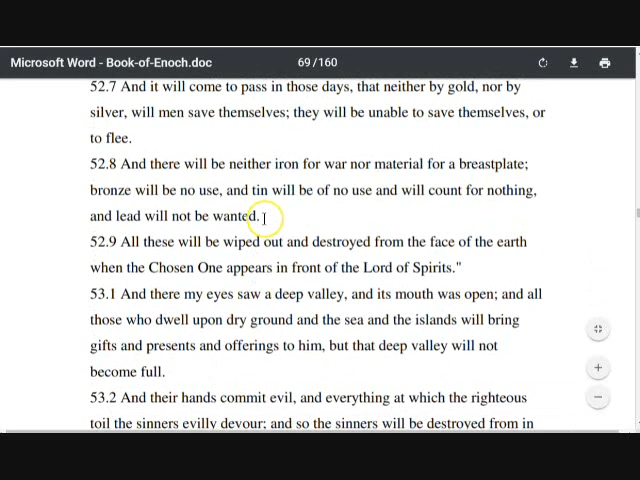 Microsoft Word - Book-of-Enoch.doc 69 / 160
52.7 And it will come to pass in those days, that neither by gold, nor by
silver, will men save themselves; they will be unable to save themselves, or
to flee.
52.8 And there will be neither iron for war nor material for a breastplate;
bronze will be no use, and tin will be of no use and will count for nothing,
and lead will not be wanted.
52.9 All these will be wiped out and destroyed from the face of the earth
when the Chosen One appears in front of the Lord of Spirits."
53.1 And there my eyes saw a deep valley, and its mouth was open; and all
those who dwell upon dry ground and the sea and the islands will bring
gifts and presents and offerings to him, but that deep valley will not
become full.
53.2 And their hands commit evil, and everything at which the righteous
toil the sinners evilly devour; and so the sinners will be destroyed from in